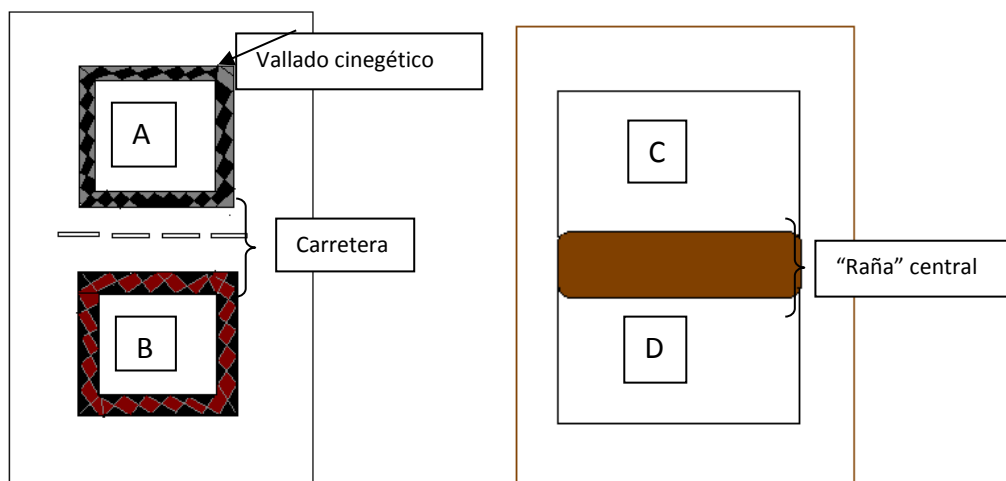 Vallado cinegético
A
Carretera
B
C
“Raña” central
D